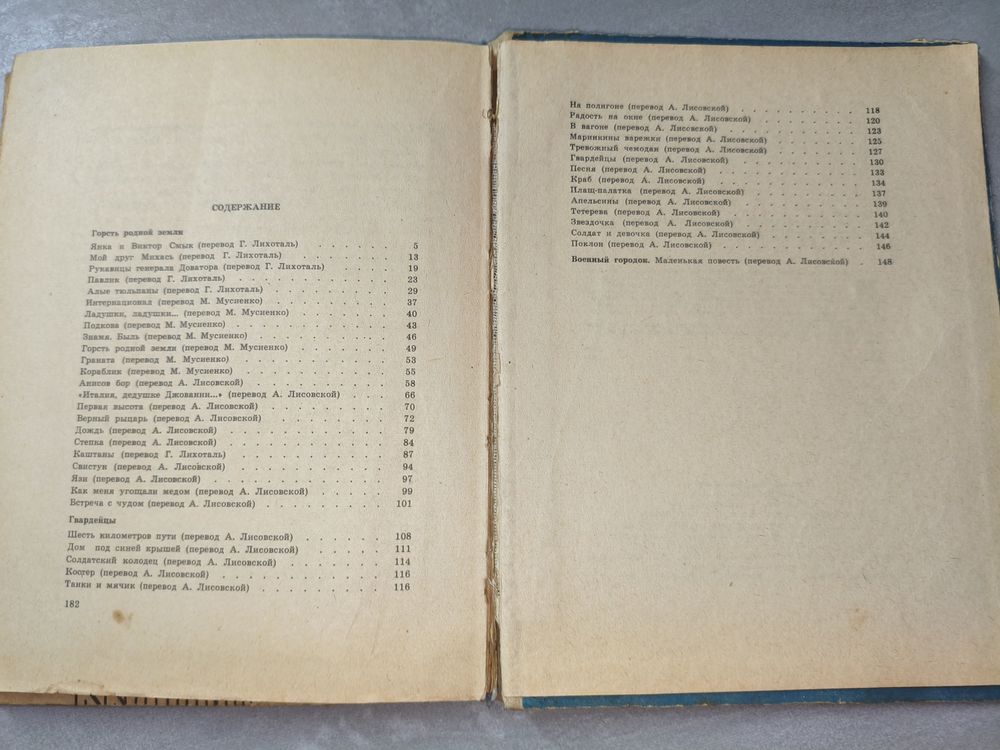 СОДЕРЖАНИЕ
Горсть родной земли
Янка и Виктор Смык (перевод Г. Лихоталь) . . . . . . 5
Мой друг Михась (перевод Г. Лихоталь) . . . . . . . 13
Рукавицы генерала Доватора (перевод Г. Лихоталь) . . . . . 19
Павлик (перевод Г. Лихоталь) . . . . . . . . . 23
Алые тюльпаны (перевод Г. Лихоталь) . . . . . . . 29
Интернационал (перевод М. Мусиенко) . . . . . . . 37
Ладушки, ладушки... (перевод М. Мусиенко) . . . . . . 40
Подкова (перевод М. Мусиенко) . . . . . . . . 43
Знамя. Быль (перевод М. Мусиенко) . . . . . . . 46
Горсть родной земли (перевод М. Мусиенко) . . . . . . 49
Граната (перевод М. Мусиенко) . . . . . . . . 53
Кораблик (перевод М. Мусиенко) . . . . . . . . 55
Анисов бор (перевод А. Лисовской) . . . . . . . 58
«Италия, дедушке Джованни...» (перевод А. Лисовской) . . . 66
Первая высота (перевод А. Лисовской) . . . . . . . 70
Верный рыцарь (перевод А. Лисовской) . . . . . . . 72
Дождь (перевод А. Лисовской) . . . . . . . . 79
Степка (перевод А. Лисовской) . . . . . . . . 84
Каштаны (перевод Г. Лихоталь) . . . . . . . . 87
Свистун (перевод А. Лисовской) . . . . . . . . 94
Язи (перевод А. Лисовской) . . . . . . . . . 97
Как меня угощали медом (перевод А. Лисовской) . . . . . 99
Встреча с чудом (перевод А. Лисовской) . . . . . . . 101
Гвардейцы
Шесть километров пути (перевод А. Лисовской) . . . . . 108
Дом под синей крышей (перевод А. Лисовской) . . . . . 111
Солдатский колодец (перевод А. Лисовской) . . . . . . 114
Костер (перевод А. Лисовской) . . . . . . . . 116
Танки и мячик (перевод А. Лисовской) . . . . . . . 116
182
На полигоне (перевод А. Лисовской) . . . . . . . 118
Радость на окне (перевод А. Лисовской) . . . . . . 120
В вагоне (перевод А. Лисовской) . . . . . . . . 123
Маринкины варежки (перевод А. Лисовской) . . . . . . 125
Тревожный чемодан (перевод А. Лисовской) . . . . . . 127
Гвардейцы (перевод А. Лисовской) . . . . . . . 130
Песня (перевод А. Лисовской) . . . . . . . . 133
Краб (перевод А. Лисовской) . . . . . . . . 134
Плащ-палатка (перевод А. Лисовской) . . . . . . . 137
Апельсины (перевод А. Лисовской) . . . . . . . 139
Тетерева (перевод А. Лисовской) . . . . . . . . 140
Звездочка (перевод А. Лисовской) . . . . . . . 142
Солдат и девочка (перевод А. Лисовской) . . . . . . 144
Поклон (перевод А. Лисовской) . . . . . . . . 146
Военный городок. Маленькая повесть (перевод А. Лисовской) . 148